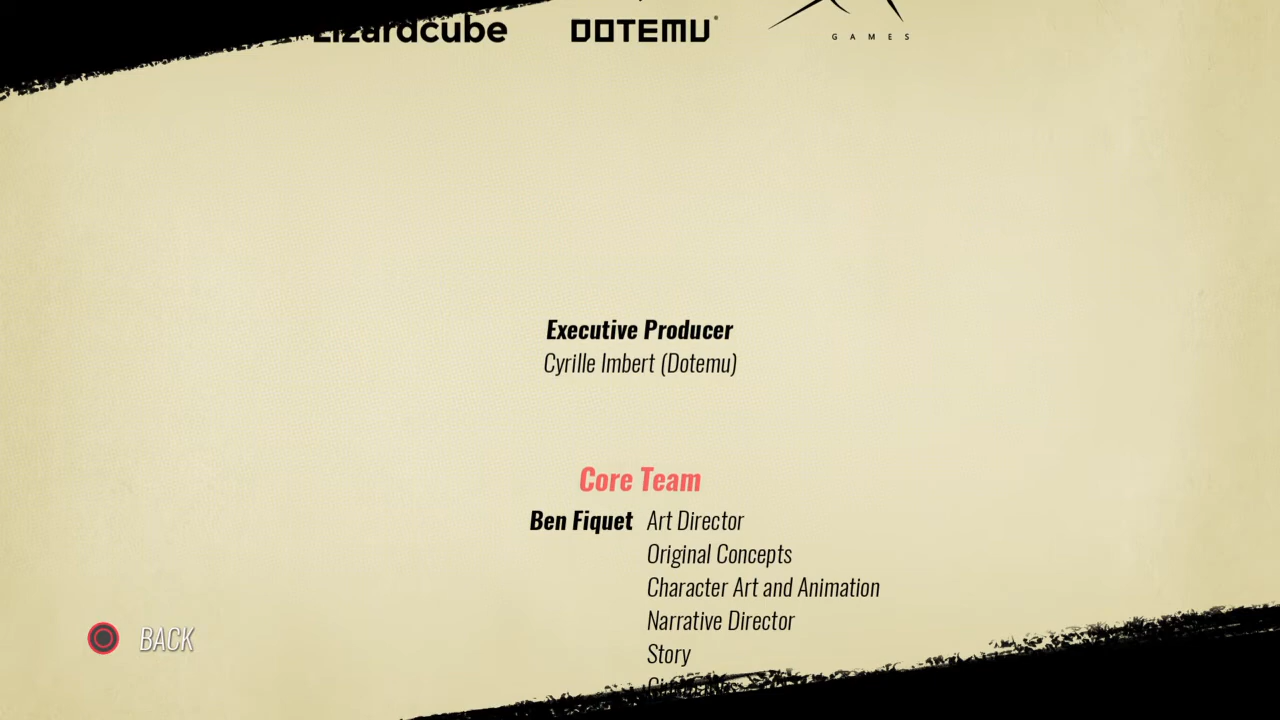 Lizardcube DOTEMU
GAMES
Executive Producer
Cyrille Imbert (Dotemu)
Core Team
Ben Fiquet Art Director
Original Concepts
Character Art and Animation
Narrative Director
Story
BACK